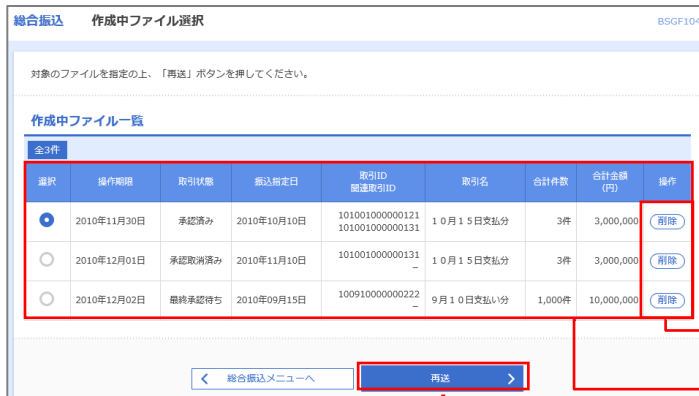 総合振込 作成中ファイル選択 BSGF104
対象のファイルを指定の上、「再送」ボタンを押してください。
作成中ファイル一覧
全3件
選択 操作期限 取引状態 振込指定日 取引ID 取引名 合計件数 合計金額 操作
関連取引ID (円)
2010年11月30日 承認済み 2010年10月10日 101001000000121 10月15日支払分 3件 3,000,000 削除
101001000000131
2010年12月01日 承認取消済み 2010年11月10日 101001000000131 10月15日支払分 3件 3,000,000 削除
–
2010年12月02日 最終承認待ち 2010年09月15日 100910000000222 9月10日支払い分 1,000件 10,000,000 削除
–
総合振込メニューへ 再送